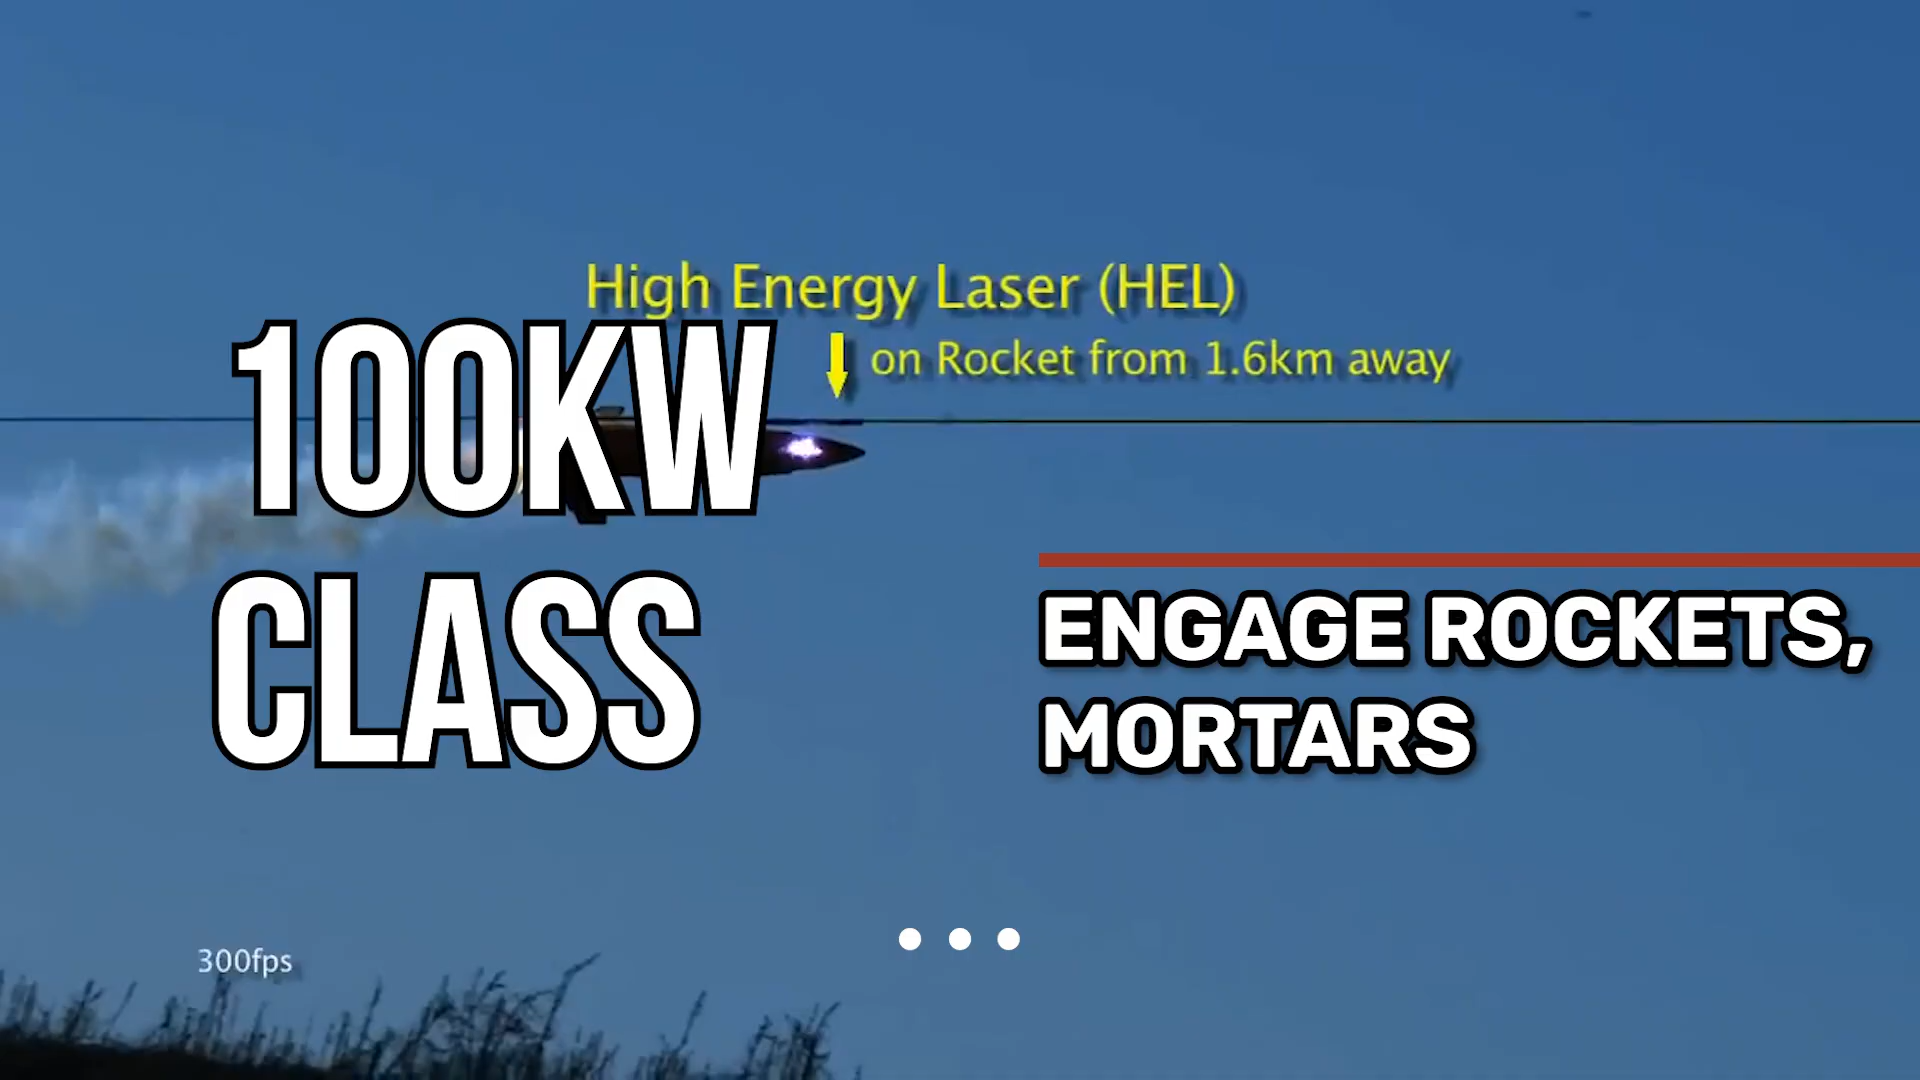 High Energy Laser (HEL)
on Rocket from 1.6km away
100KW
CLASS
ENGAGE ROCKETS,
MORTARS
300fps